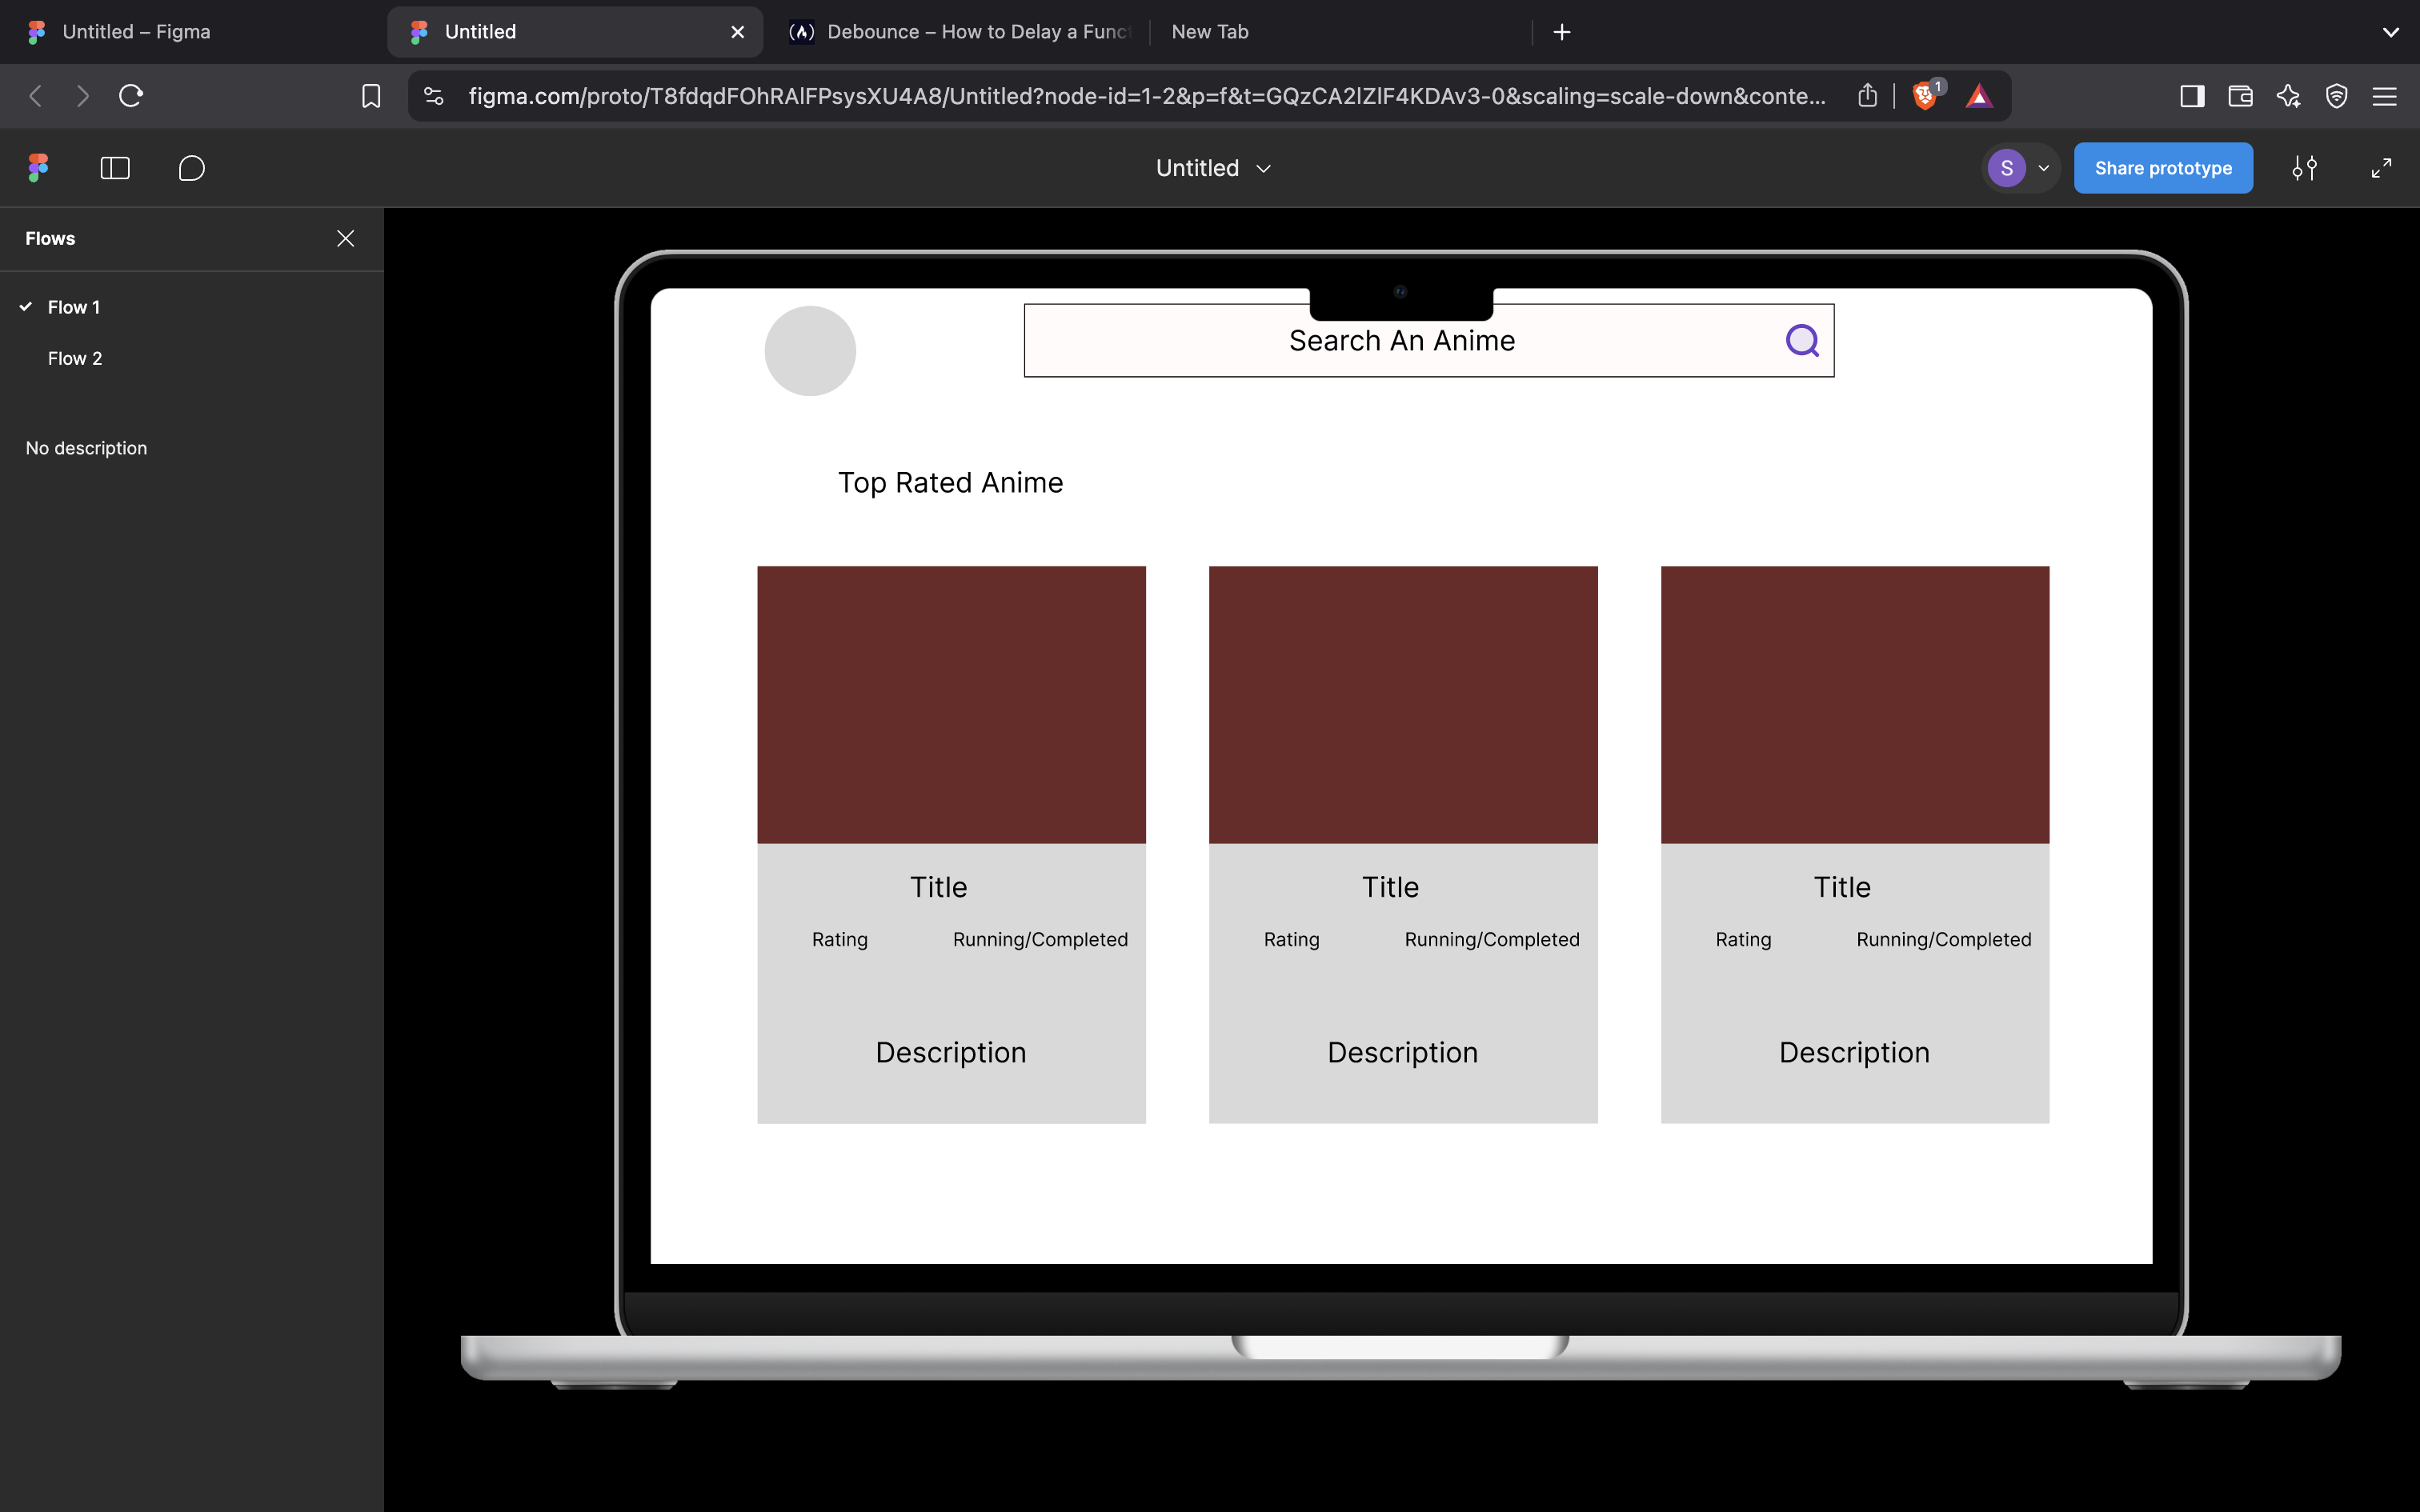 Untitled – Figma
Untitled
Debounce – How to Delay a Func
New Tab
figma.com/proto/T8fdqdFOhRAlFPsysXU4A8/Untitled?node-id=1-2&p=f&t=GQzCA2lZlF4KDAv3-0&scaling=scale-down&conte...
1
Untitled
S
Share prototype
Flows
Flow 1
Flow 2
No description
Search An Anime
Top Rated Anime
Title
Rating Running/Completed
Description
Title
Rating Running/Completed
Description
Title
Rating Running/Completed
Description